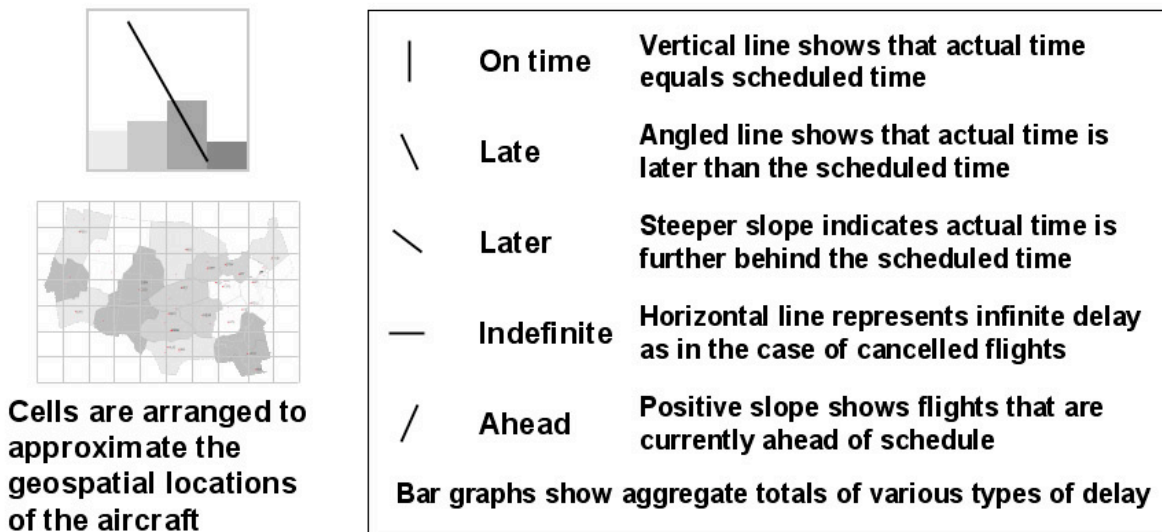 Cells are arranged to
approximate the
geospatial locations
of the aircraft
On time
Vertical line shows that actual time
equals scheduled time
Late
Angled line shows that actual time is
later than the scheduled time
Later
Steeper slope indicates actual time is
further behind the scheduled time
Indefinite
Horizontal line represents infinite delay
as in the case of cancelled flights
Ahead
Positive slope shows flights that are
currently ahead of schedule
Bar graphs show aggregate totals of various types of delay